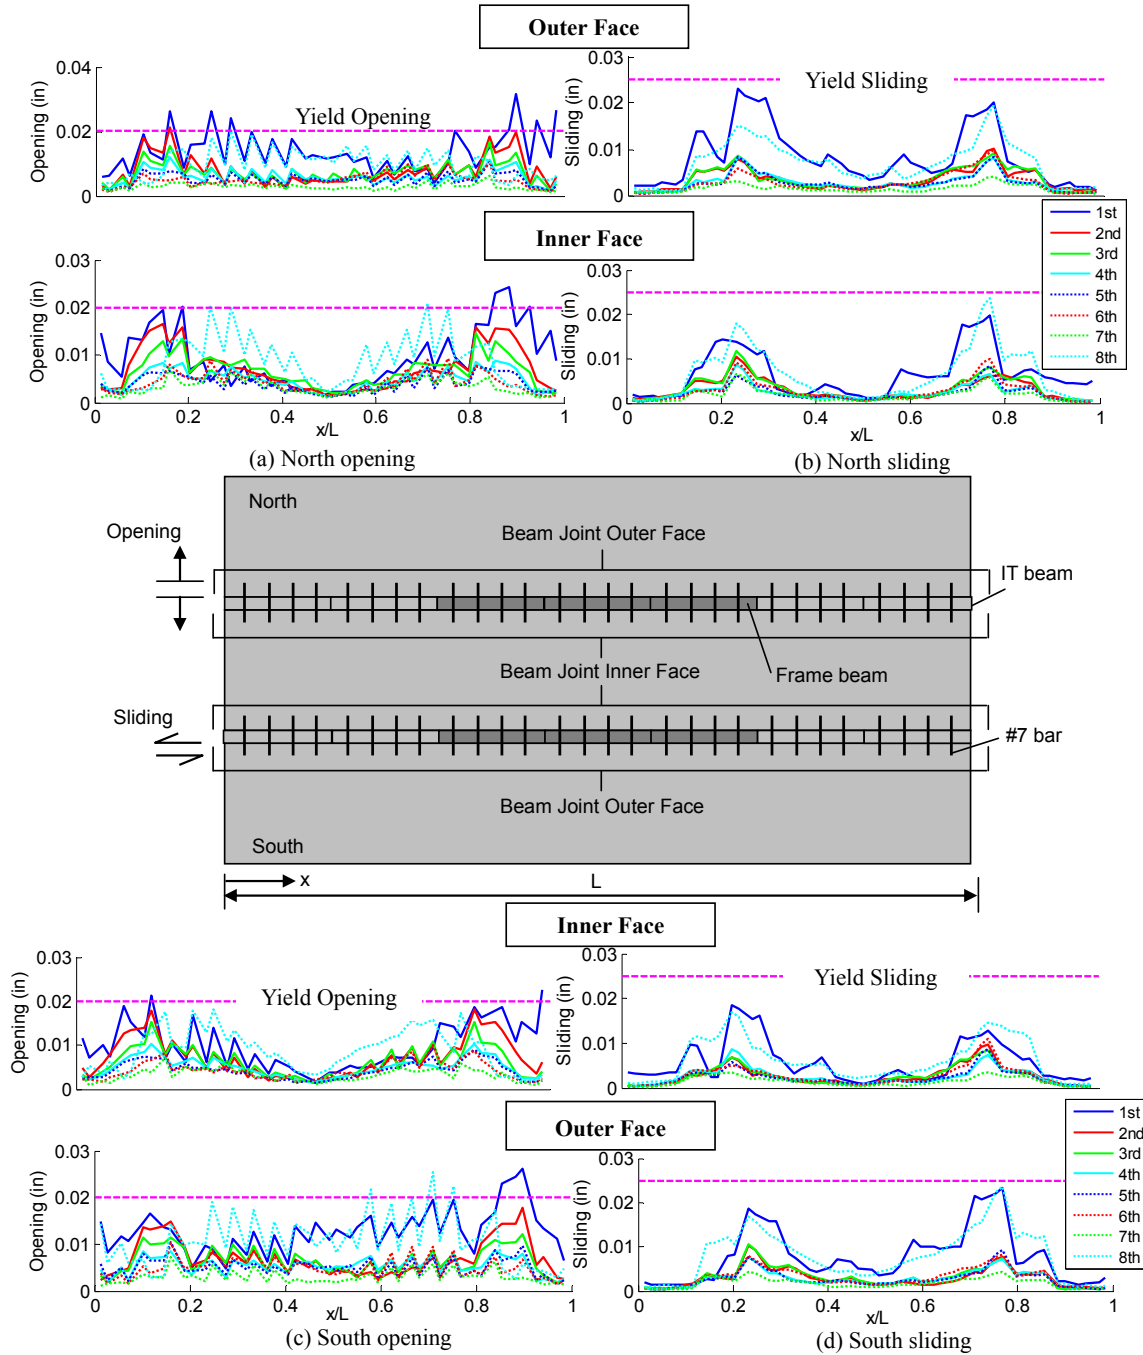 Outer Face
0.04
0.02
0
Opening (in)
Yield Opening
0.03
0.02
0.01
0
Sliding (in)
Yield Sliding
Inner Face
0.03
0.02
0.01
0
Opening (in)
0 0.2 0.4 0.6 0.8 1
x/L
(a) North opening
0.03
0.02
0.01
0
Sliding (in)
0 0.2 0.4 0.6 0.8 1
x/L
(b) North sliding
1st
2nd
3rd
4th
5th
6th
7th
8th
North
Opening
Beam Joint Outer Face
IT beam
Beam Joint Inner Face
Frame beam
Sliding
#7 bar
Beam Joint Outer Face
South
x
L
Inner Face
0.03
0.02
0.01
0
Opening (in)
Yield Opening
0.03
0.02
0.01
0
Sliding (in)
Yield Sliding
Outer Face
0.03
0.02
0.01
0
Opening (in)
0 0.2 0.4 0.6 0.8 1
x/L
(c) South opening
0.03
0.02
0.01
0
Sliding (in)
0 0.2 0.4 0.6 0.8 1
x/L
(d) South sliding
1st
2nd
3rd
4th
5th
6th
7th
8th